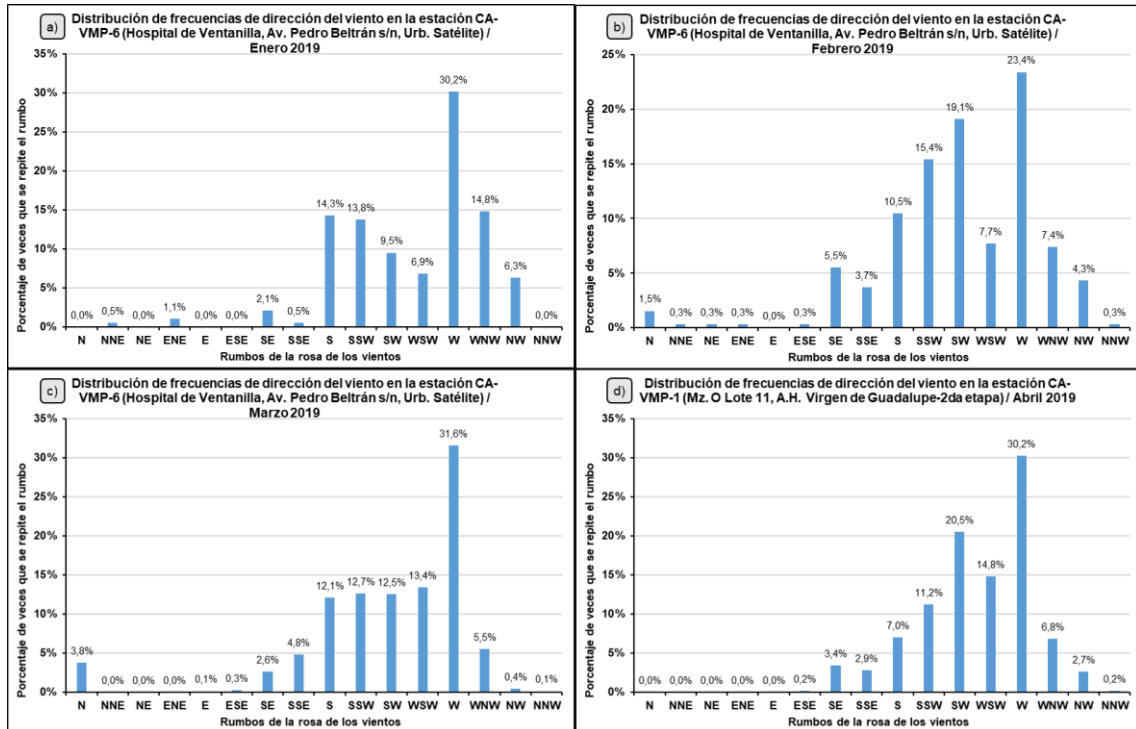 a)
Distribución de frecuencias de dirección del viento en la estación CA-
VMP-6 (Hospital de Ventanilla, Av. Pedro Beltrán s/n, Urb. Satélite) /
Enero 2019
Porcentaje de veces que se repite el rumbo
35%
30%
25%
20%
15%
10%
5%
0%
0,0% 0,5% 0,0% 1,1% 0,0% 0,0% 2,1% 0,5% 14,3% 13,8% 9,5% 6,9% 30,2% 14,8% 6,3% 0,0%
N NNE NE ENE E ESE SE SSE S SSW SW WSW W WNW NW NNW
Rumbos de la rosa de los vientos
b)
Distribución de frecuencias de dirección del viento en la estación CA-
VMP-6 (Hospital de Ventanilla, Av. Pedro Beltrán s/n, Urb. Satélite) /
Febrero 2019
Porcentaje de veces que se repite el rumbo
25%
20%
15%
10%
5%
0%
1,5% 0,3% 0,3% 0,3% 0,0% 0,3% 5,5% 3,7% 10,5% 15,4% 19,1% 7,7% 23,4% 7,4% 4,3% 0,3%
N NNE NE ENE E ESE SE SSE S SSW SW WSW W WNW NW NNW
Rumbos de la rosa de los vientos
c)
Distribución de frecuencias de dirección del viento en la estación CA-
VMP-6 (Hospital de Ventanilla, Av. Pedro Beltrán s/n, Urb. Satélite) /
Marzo 2019
Porcentaje de veces que se repite el rumbo
35%
30%
25%
20%
15%
10%
5%
0%
3,8% 0,0% 0,0% 0,0% 0,1% 0,3% 2,6% 4,8% 12,1% 12,7% 12,5% 13,4% 31,6% 5,5% 0,4% 0,1%
N NNE NE ENE E ESE SE SSE S SSW SW WSW W WNW NW NNW
Rumbos de la rosa de los vientos
d)
Distribución de frecuencias de dirección del viento en la estación CA-
VMP-1 (Mz. O Lote 11, A.H. Virgen de Guadalupe-2da etapa) / Abril 2019
Porcentaje de veces que se repite el rumbo
35%
30%
25%
20%
15%
10%
5%
0%
0,0% 0,0% 0,0% 0,0% 0,0% 0,2% 3,4% 2,9% 7,0% 11,2% 20,5% 14,8% 30,2% 6,8% 2,7% 0,2%
N NNE NE ENE E ESE SE SSE S SSW SW WSW W WNW NW NNW
Rumbos de la rosa de los vientos